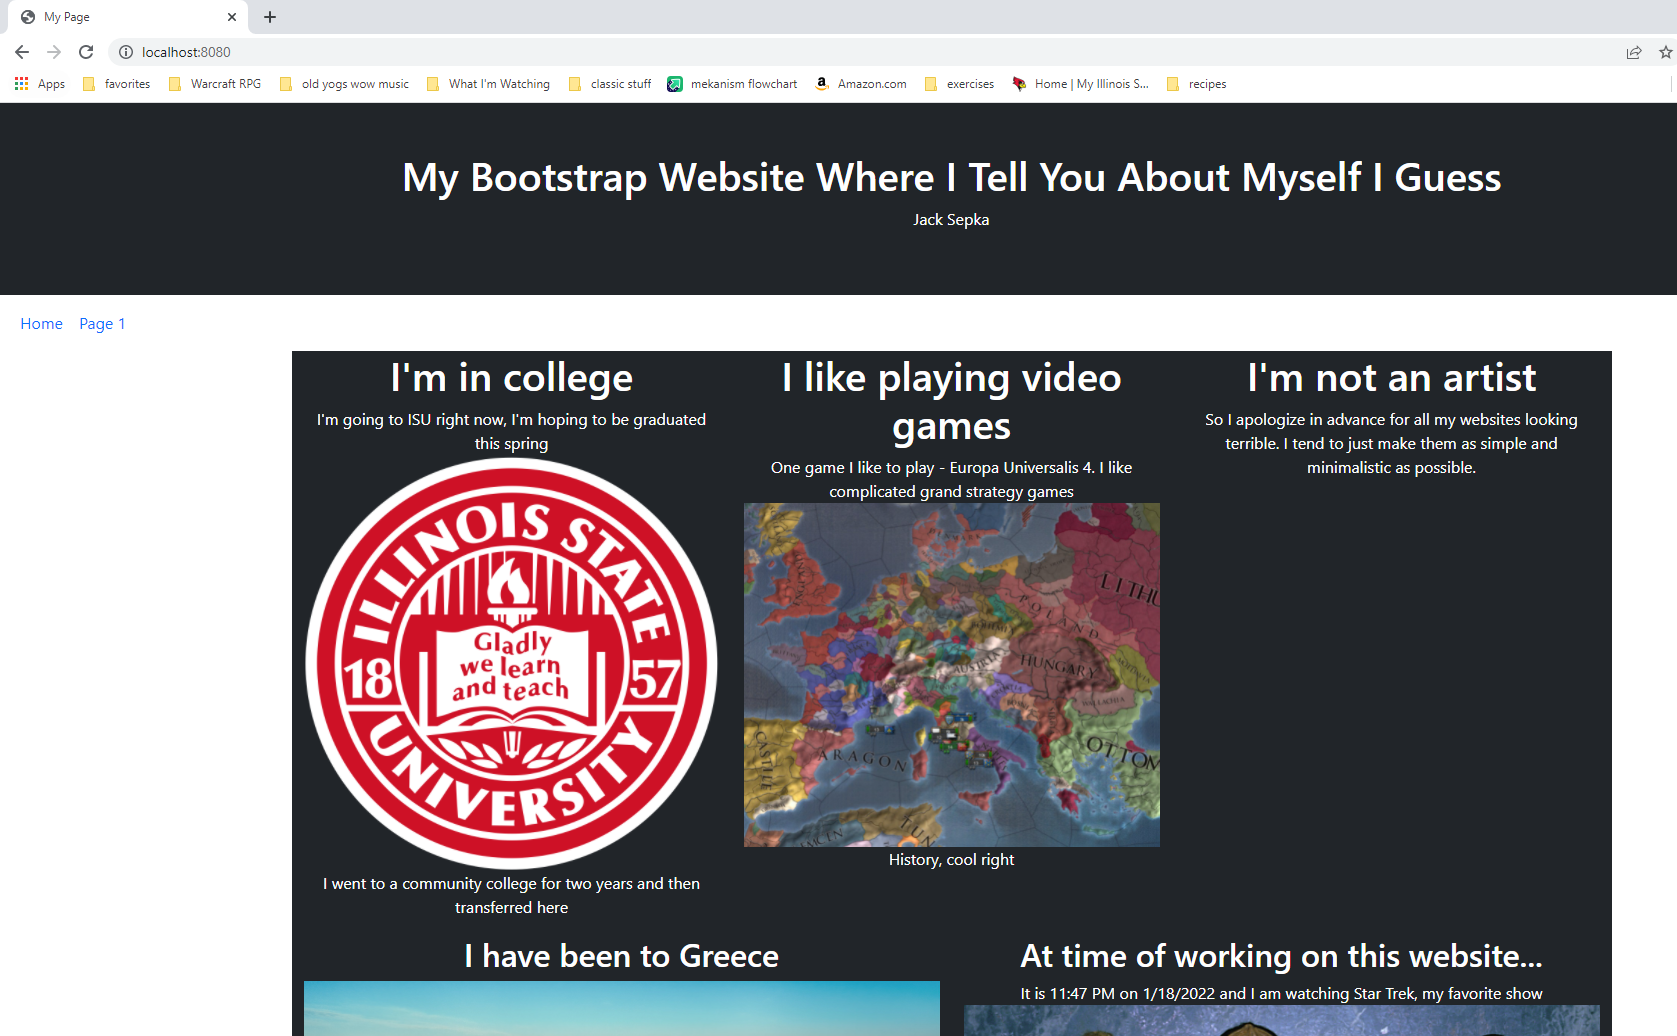 My Page
localhost:8080
Apps favorites Warcraft RPG old yogs wow music What I'm Watching classic stuff mekanism flowchart Amazon.com exercises Home | My Illinois S... recipes
My Bootstrap Website Where I Tell You About Myself I Guess
Jack Sepka
Home Page 1
I'm in college
I'm going to ISU right now, I'm hoping to be graduated
this spring
ILLINOIS STATE
UNIVERSITY
18 57
Gladly
we learn
and teach
I went to a community college for two years and then
transferred here
I like playing video
games
One game I like to play - Europa Universalis 4. I like
complicated grand strategy games
LITHU
POLAND
AUSTRIA
HUNGARY
WALLACHIA
OTTOM
CASTILE
ARAGON
TUN
History, cool right
I'm not an artist
So I apologize in advance for all my websites looking
terrible. I tend to just make them as simple and
minimalistic as possible.
I have been to Greece
At time of working on this website...
It is 11:47 PM on 1/18/2022 and I am watching Star Trek, my favorite show